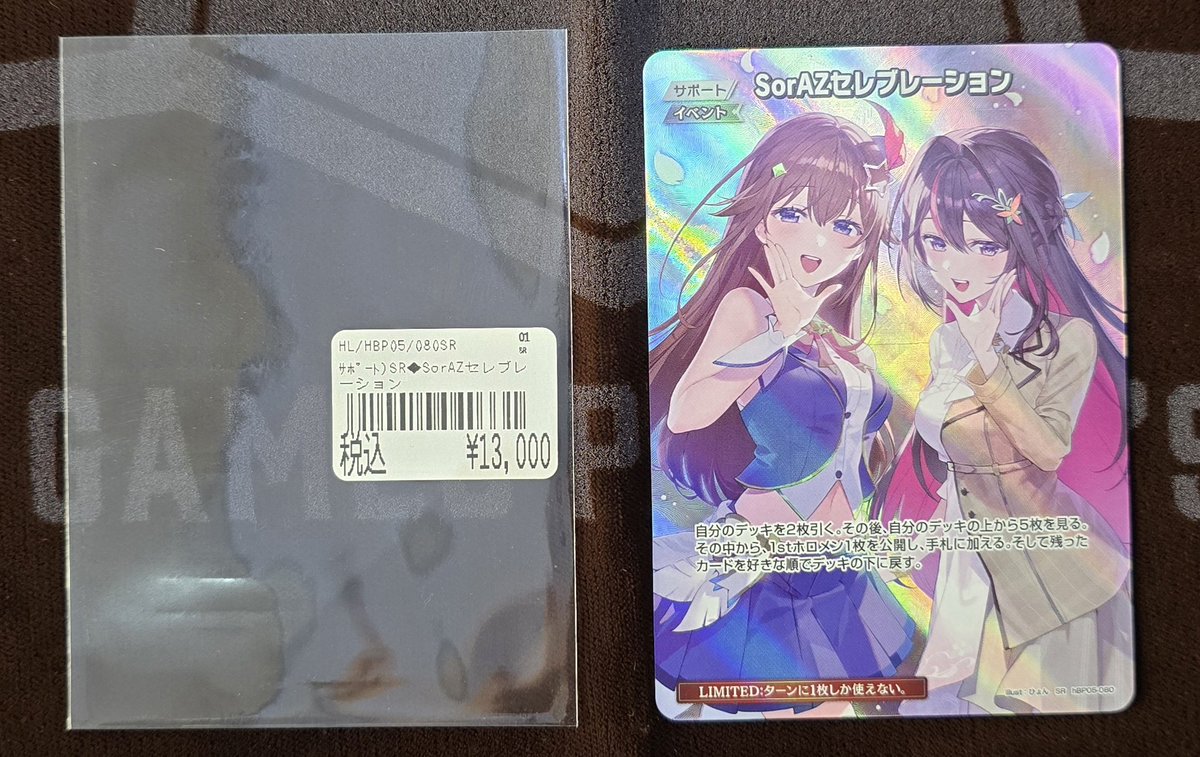 HL/HBP05/080SR
01
SR
ｻﾎﾟｰﾄ)SR◆SorAZセレブレ
ーション
税込 ¥13,000
サポート
イベント
SorAZセレブレーション
自分のデッキを2枚引く。その後、自分のデッキの上から5枚を見る。
その中から、1stホロメン1枚を公開し、手札に加える。そして残った
カードを好きな順でデッキの下に戻す。
LIMITED:ターンに1枚しか使えない。
illust:ひょん SR hBP05-080